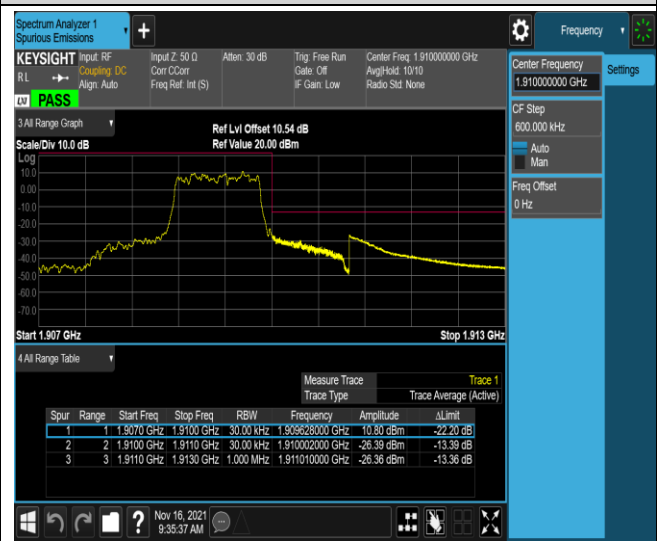 Spectrum Analyzer 1
Spurious Emissions
Frequency
KEYSIGHT
RL
Input: RF
Coupling: DC
Align: Auto
Input Z: 50 Ω
Corr CCorr
Freq Ref: Int (S)
Atten: 30 dB
Trig: Free Run
Gate: Off
IF Gain: Low
Center Freq: 1.910000000 GHz
Avg|Hold: 10/10
Radio Std: None
LW PASS
Center Frequency
1.910000000 GHz
Settings
CF Step
600.000 kHz
Auto
Man
Freq Offset
0 Hz
3 All Range Graph
Scale/Div 10.0 dB
Ref Lvl Offset 10.54 dB
Ref Value 20.00 dBm
Log
10.0
0.00
-10.0
-20.0
-30.0
-40.0
-50.0
-60.0
-70.0
Start 1.907 GHz
Stop 1.913 GHz
4 All Range Table
Measure Trace Trace 1
Trace Type Trace Average (Active)
Spur Range Start Freq Stop Freq RBW Frequency Amplitude ΔLimit
1 1 1.9070 GHz 1.9100 GHz 30.00 kHz 1.909628000 GHz 10.80 dBm -22.20 dB
2 2 1.9100 GHz 1.9110 GHz 30.00 kHz 1.910002000 GHz -26.39 dBm -13.39 dB
3 3 1.9110 GHz 1.9130 GHz 1.000 MHz 1.911010000 GHz -26.36 dBm -13.36 dB
Nov 16, 2021
9:35:37 AM